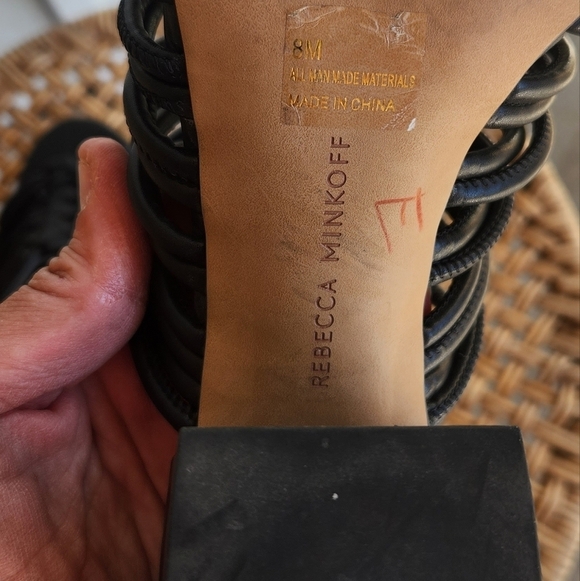 8M
ALL MAN MADE MATERIALS
MADE IN CHINA
REBECCA MINKOFF